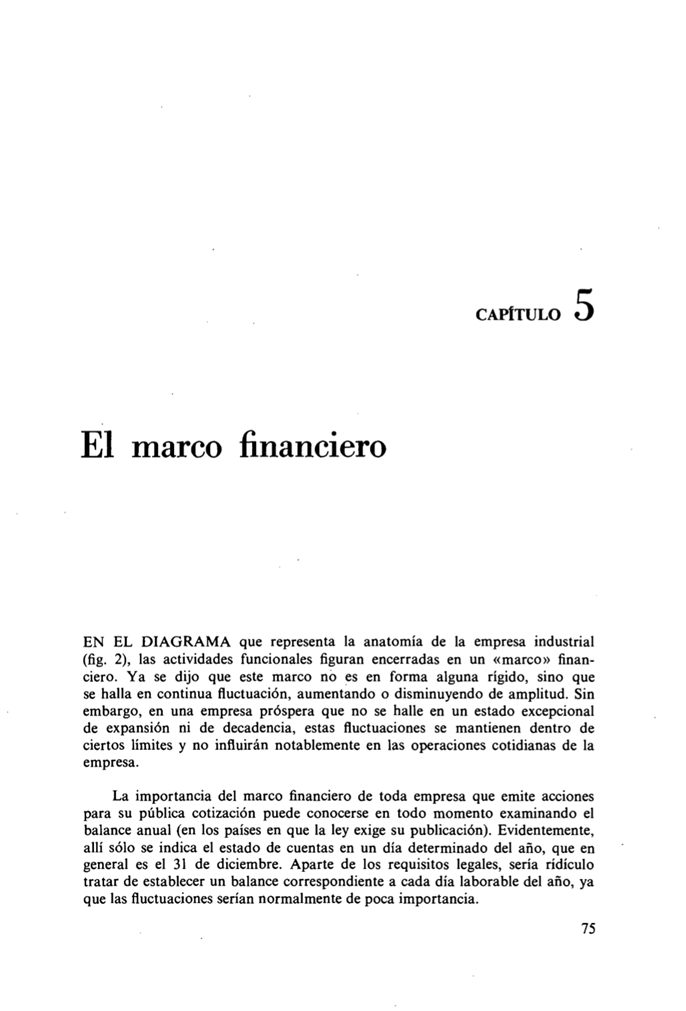 CAPÍTULO 5
El marco financiero
EN EL DIAGRAMA que representa la anatomía de la empresa industrial
(fig. 2), las actividades funcionales figuran encerradas en un «marco» finan-
ciero. Ya se dijo que este marco no es en forma alguna rígido, sino que
se halla en continua fluctuación, aumentando o disminuyendo de amplitud. Sin
embargo, en una empresa próspera que no se halle en un estado excepcional
de expansión ni de decadencia, estas fluctuaciones se mantienen dentro de
ciertos límites y no influirán notablemente en las operaciones cotidianas de la
empresa.
La importancia del marco financiero de toda empresa que emite acciones
para su pública cotización puede conocerse en todo momento examinando el
balance anual (en los países en que la ley exige su publicación). Evidentemente,
allí sólo se indica el estado de cuentas en un día determinado del año, que en
general es el 31 de diciembre. Aparte de los requisitos legales, sería rídículo
tratar de establecer un balance correspondiente a cada día laborable del año, ya
que las fluctuaciones serían normalmente de poca importancia.
75